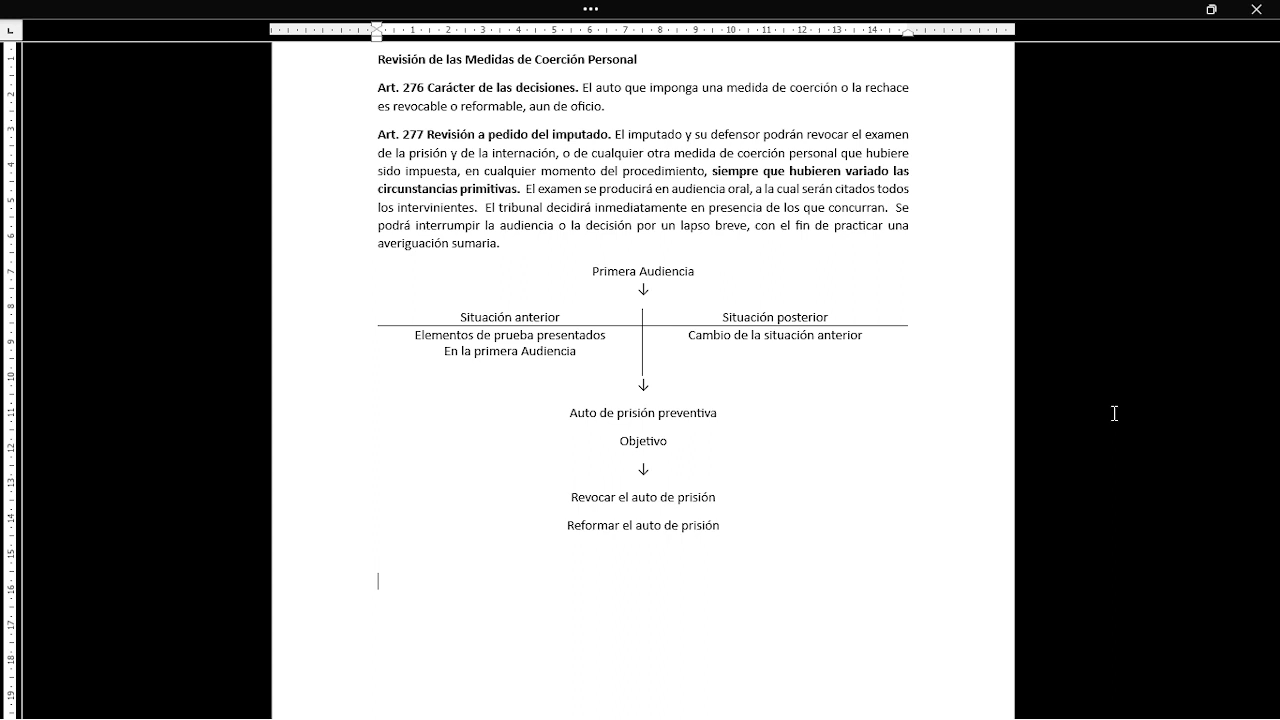 Revisión de las Medidas de Coerción Personal
Art. 276 Carácter de las decisiones. El auto que imponga una medida de coerción o la rechace
es revocable o reformable, aun de oficio.
Art. 277 Revisión a pedido del imputado. El imputado y su defensor podrán revocar el examen
de la prisión y de la internación, o de cualquier otra medida de coerción personal que hubiere
sido impuesta, en cualquier momento del procedimiento, siempre que hubieren variado las
circunstancias primitivas. El examen se producirá en audiencia oral, a la cual serán citados todos
los intervinientes. El tribunal decidirá inmediatamente en presencia de los que concurran. Se
podrá interrumpir la audiencia o la decisión por un lapso breve, con el fin de practicar una
averiguación sumaria.
Primera Audiencia
↓
Situación anterior Situación posterior
Elementos de prueba presentados Cambio de la situación anterior
En la primera Audiencia
↓
Auto de prisión preventiva
Objetivo
↓
Revocar el auto de prisión
Reformar el auto de prisión